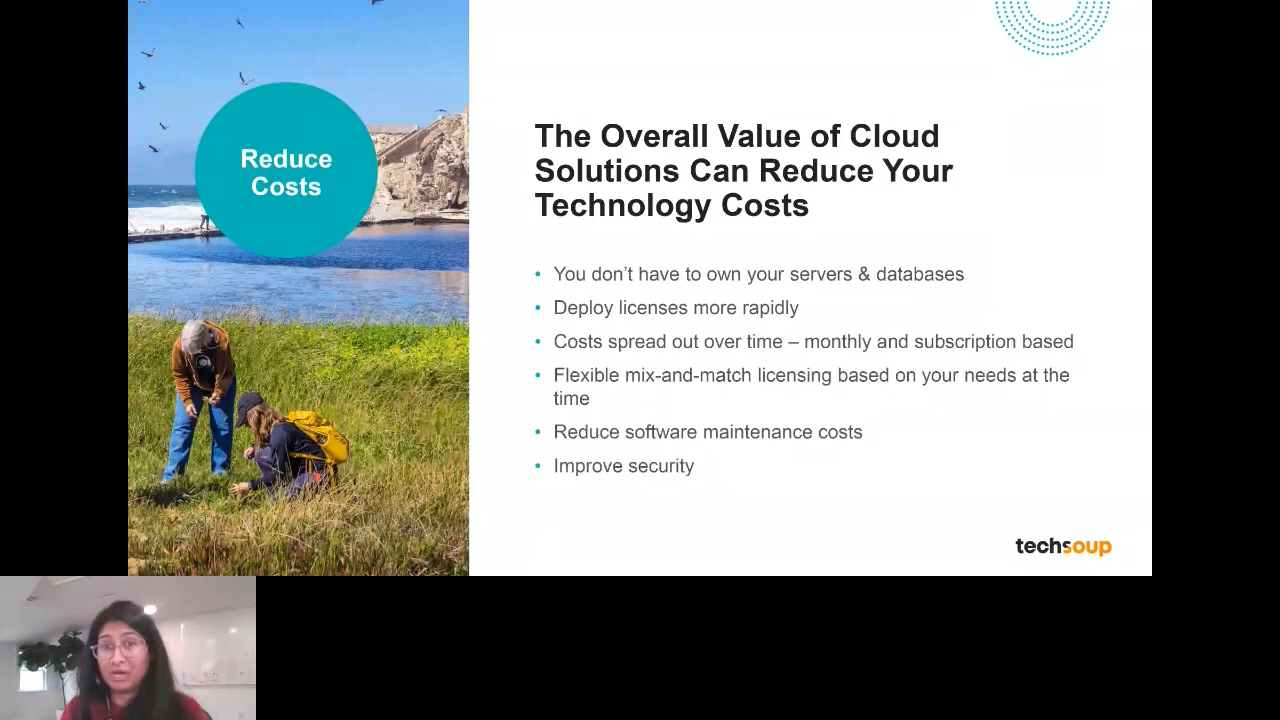 Reduce
Costs
The Overall Value of Cloud
Solutions Can Reduce Your
Technology Costs
• You don’t have to own your servers & databases
• Deploy licenses more rapidly
• Costs spread out over time – monthly and subscription based
• Flexible mix-and-match licensing based on your needs at the
time
• Reduce software maintenance costs
• Improve security
techsoup